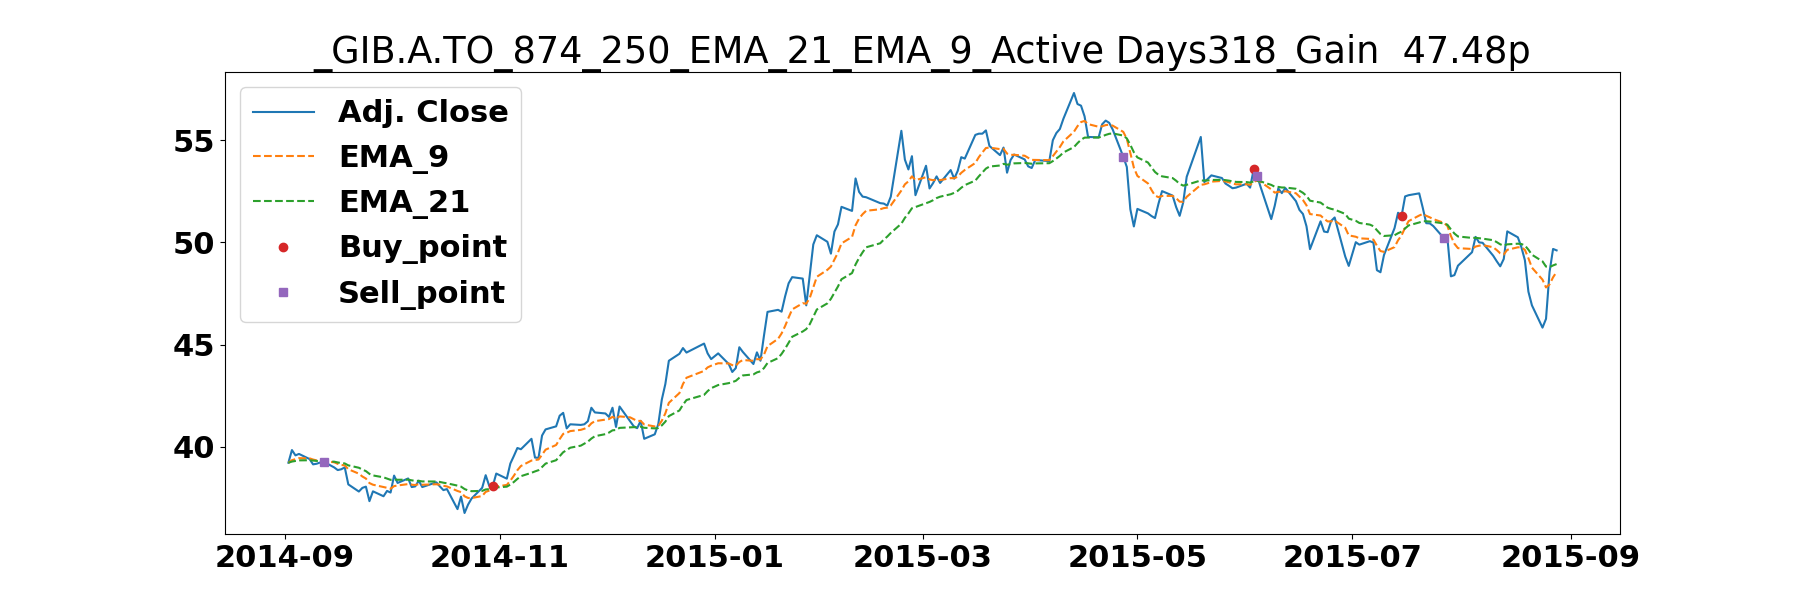 _GIB.A.TO_874_250_EMA_21_EMA_9_Active Days318_Gain  47.48p
Adj. Close
EMA_9
EMA_21
Buy_point
Sell_point
55
50
45
40
2014-09 2014-11 2015-01 2015-03 2015-05 2015-07 2015-09